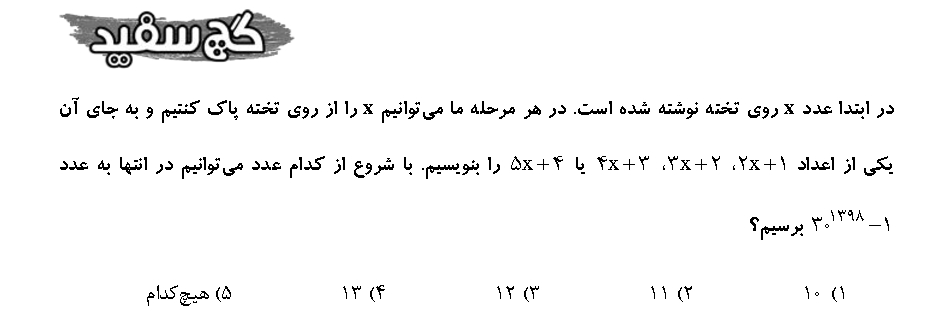 گچ سفید
در ابتدا عدد x روی تخته نوشته شده است. در هر مرحله ما می‌توانیم x را از روی تخته پاک کنتیم و به جای آن
یکی از اعداد ۲x+۱، ۳x+۲، ۴x+۳ یا ۵x+۴ را بنویسیم. با شروع از کدام عدد می‌توانیم در انتها به عدد
۳۰^۱۳۹۸ −۱ برسیم؟
۱) ۱۰ ۲) ۱۱ ۳) ۱۲ ۴) ۱۳ ۵) هیچ‌کدام